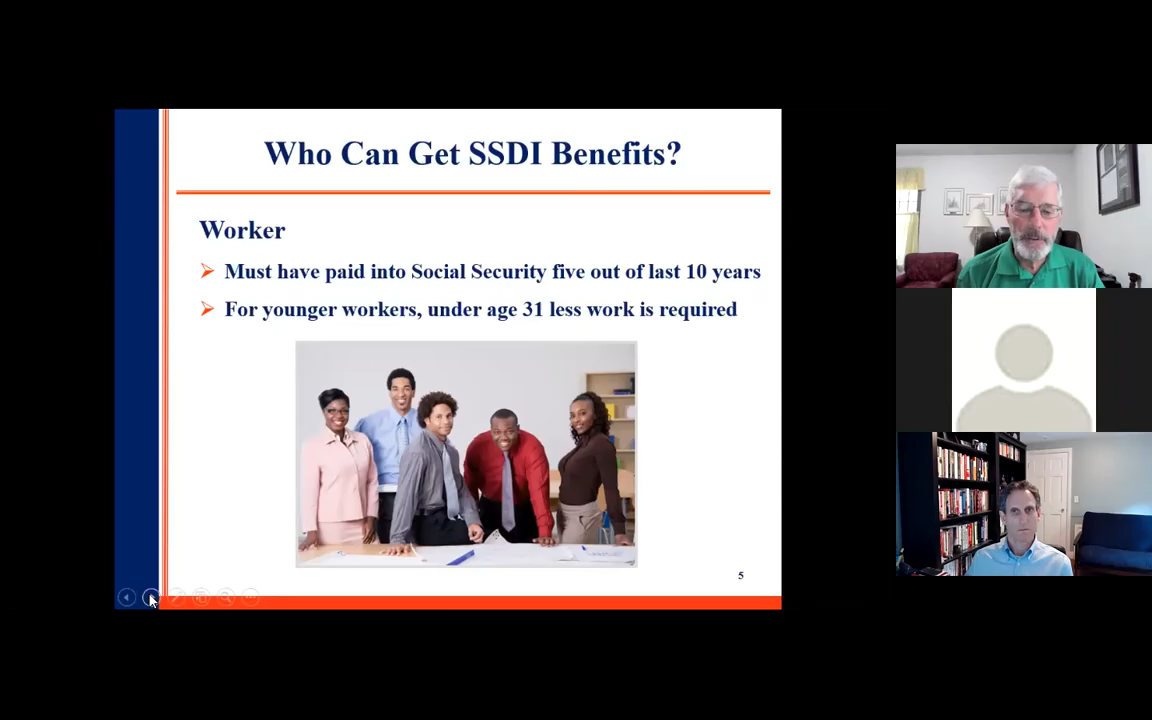 Who Can Get SSDI Benefits?
Worker
Must have paid into Social Security five out of last 10 years
For younger workers, under age 31 less work is required
5